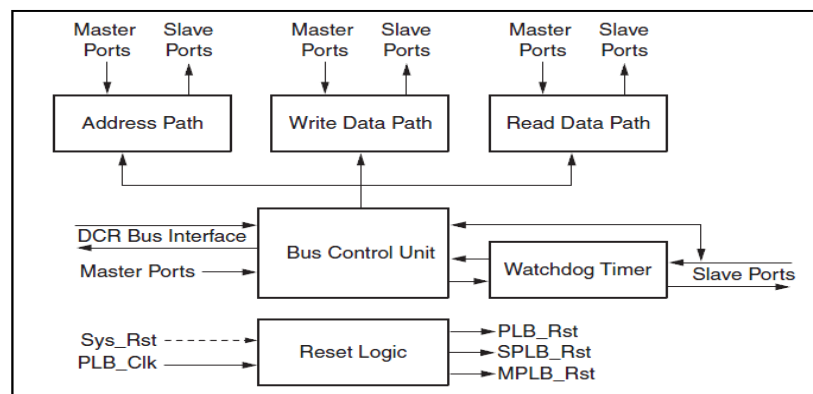 Master Slave Master Slave Master Slave
Ports Ports Ports Ports Ports Ports
Address Path Write Data Path Read Data Path
DCR Bus Interface
Bus Control Unit
Watchdog Timer
Master Ports
Slave Ports
Sys_Rst
PLB_Clk
Reset Logic
PLB_Rst
SPLB_Rst
MPLB_Rst